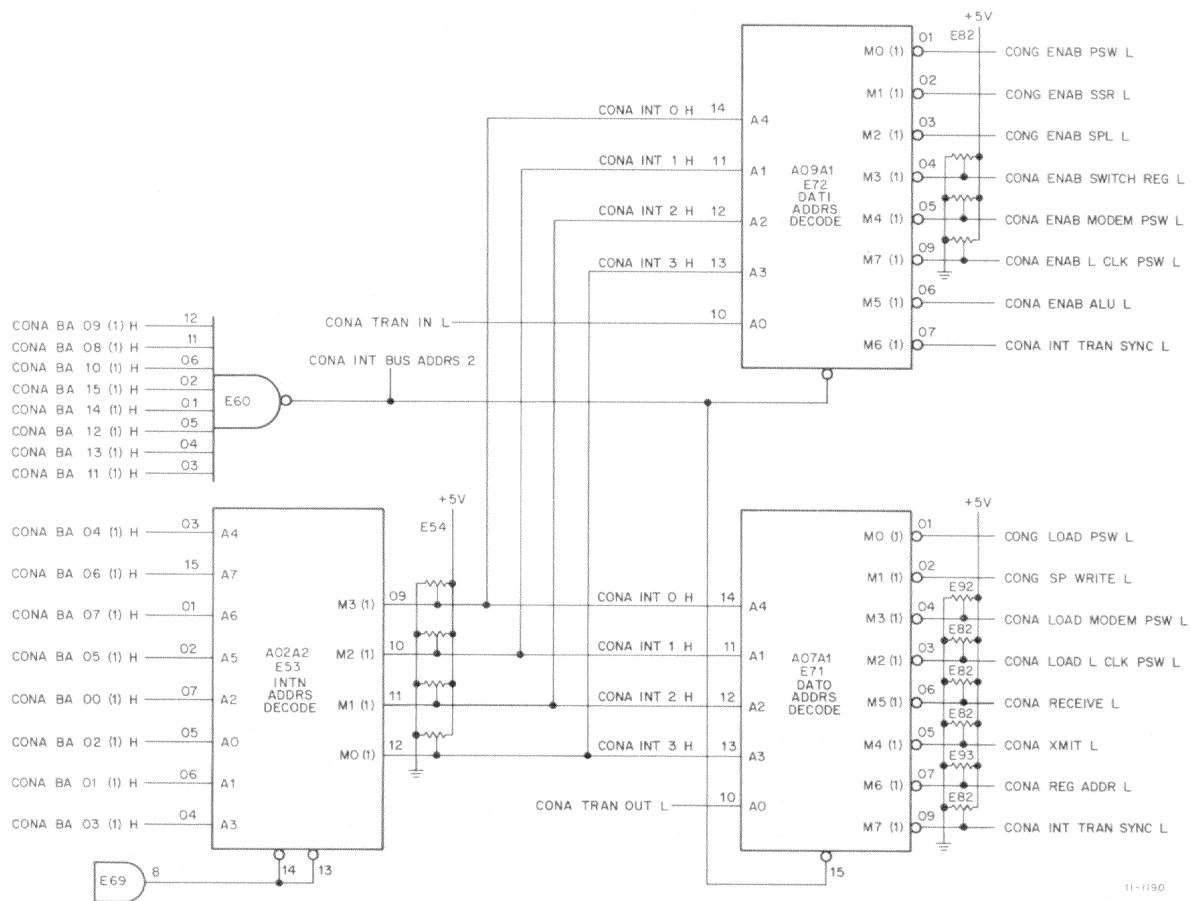 +5V
E82
M0 (1) 01 CONG ENAB PSW L
M1 (1) 02 CONG ENAB SSR L
CONA INT 0 H 14 A4
M2 (1) 03 CONG ENAB SPL L
CONA INT 1 H 11 A1
A09A1
E72
DATI
ADDRS
DECODE
M3 (1) 04 CONA ENAB SWITCH REG L
CONA INT 2 H 12 A2
M4 (1) 05 CONA ENAB MODEM PSW L
CONA INT 3 H 13 A3
M7 (1) 09 CONA ENAB L CLK PSW L
M5 (1) 06 CONA ENAB ALU L
CONA TRAN IN L 10 A0
M6 (1) 07 CONA INT TRAN SYNC L
CONA INT BUS ADDRS 2
CONA BA 09 (1) H 12
CONA BA 08 (1) H 11
CONA BA 10 (1) H 06
CONA BA 15 (1) H 02
CONA BA 14 (1) H 01
E60
CONA BA 12 (1) H 05
CONA BA 13 (1) H 04
CONA BA 11 (1) H 03
CONA BA 04 (1) H 03 A4
CONA BA 06 (1) H 15 A7
CONA BA 07 (1) H 01 A6
CONA BA 05 (1) H 02 A5
CONA BA 00 (1) H 07 A2
CONA BA 02 (1) H 05 A0
CONA BA 01 (1) H 06 A1
CONA BA 03 (1) H 04 A3
A02A2
E53
INTN
ADDRS
DECODE
M3 (1) 09
M2 (1) 10
M1 (1) 11
M0 (1) 12
+5V
E54
E69 8
14 13
CONA INT 0 H 14 A4
CONA INT 1 H 11 A1
CONA INT 2 H 12 A2
CONA INT 3 H 13 A3
CONA TRAN OUT L 10 A0
A07A1
E71
DATO
ADDRS
DECODE
15
+5V
M0 (1) 01 CONG LOAD PSW L
M1 (1) 02 CONG SP WRITE L
E92
M3 (1) 04 CONA LOAD MODEM PSW L
E82
M2 (1) 03 CONA LOAD L CLK PSW L
E82
M5 (1) 06 CONA RECEIVE L
E82
M4 (1) 05 CONA XMIT L
E93
M6 (1) 07 CONA REG ADDR L
E82
M7 (1) 09 CONA INT TRAN SYNC L
11-1190